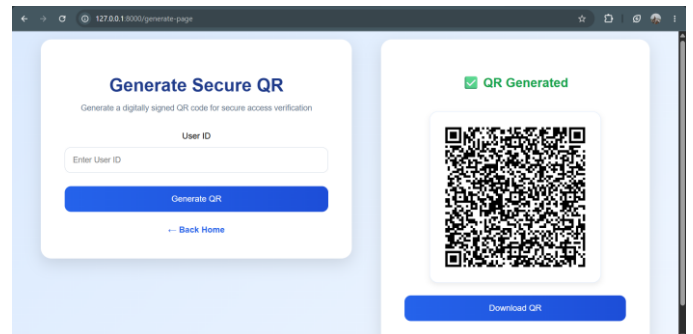 127.0.0.1:8000/generate-page
Generate Secure QR
Generate a digitally signed QR code for secure access verification
User ID
Enter User ID
Generate QR
← Back Home
✅ QR Generated
Download QR